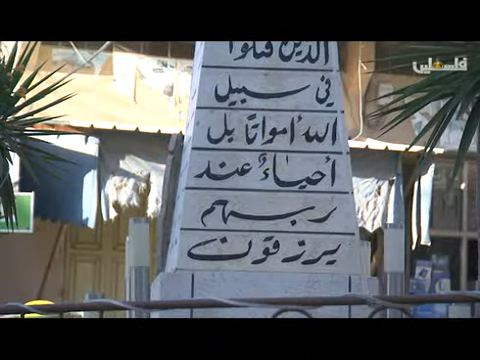 فلسطين
الذين قتلوا
في سبيل
الله أمواتا بل
أحياء عند
ربهم
يرزقون